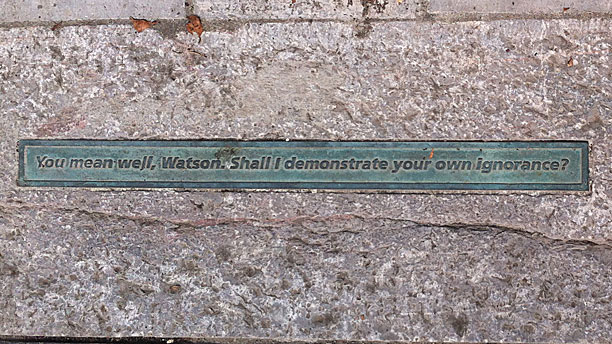 You mean well, Watson. Shall I demonstrate your own ignorance?